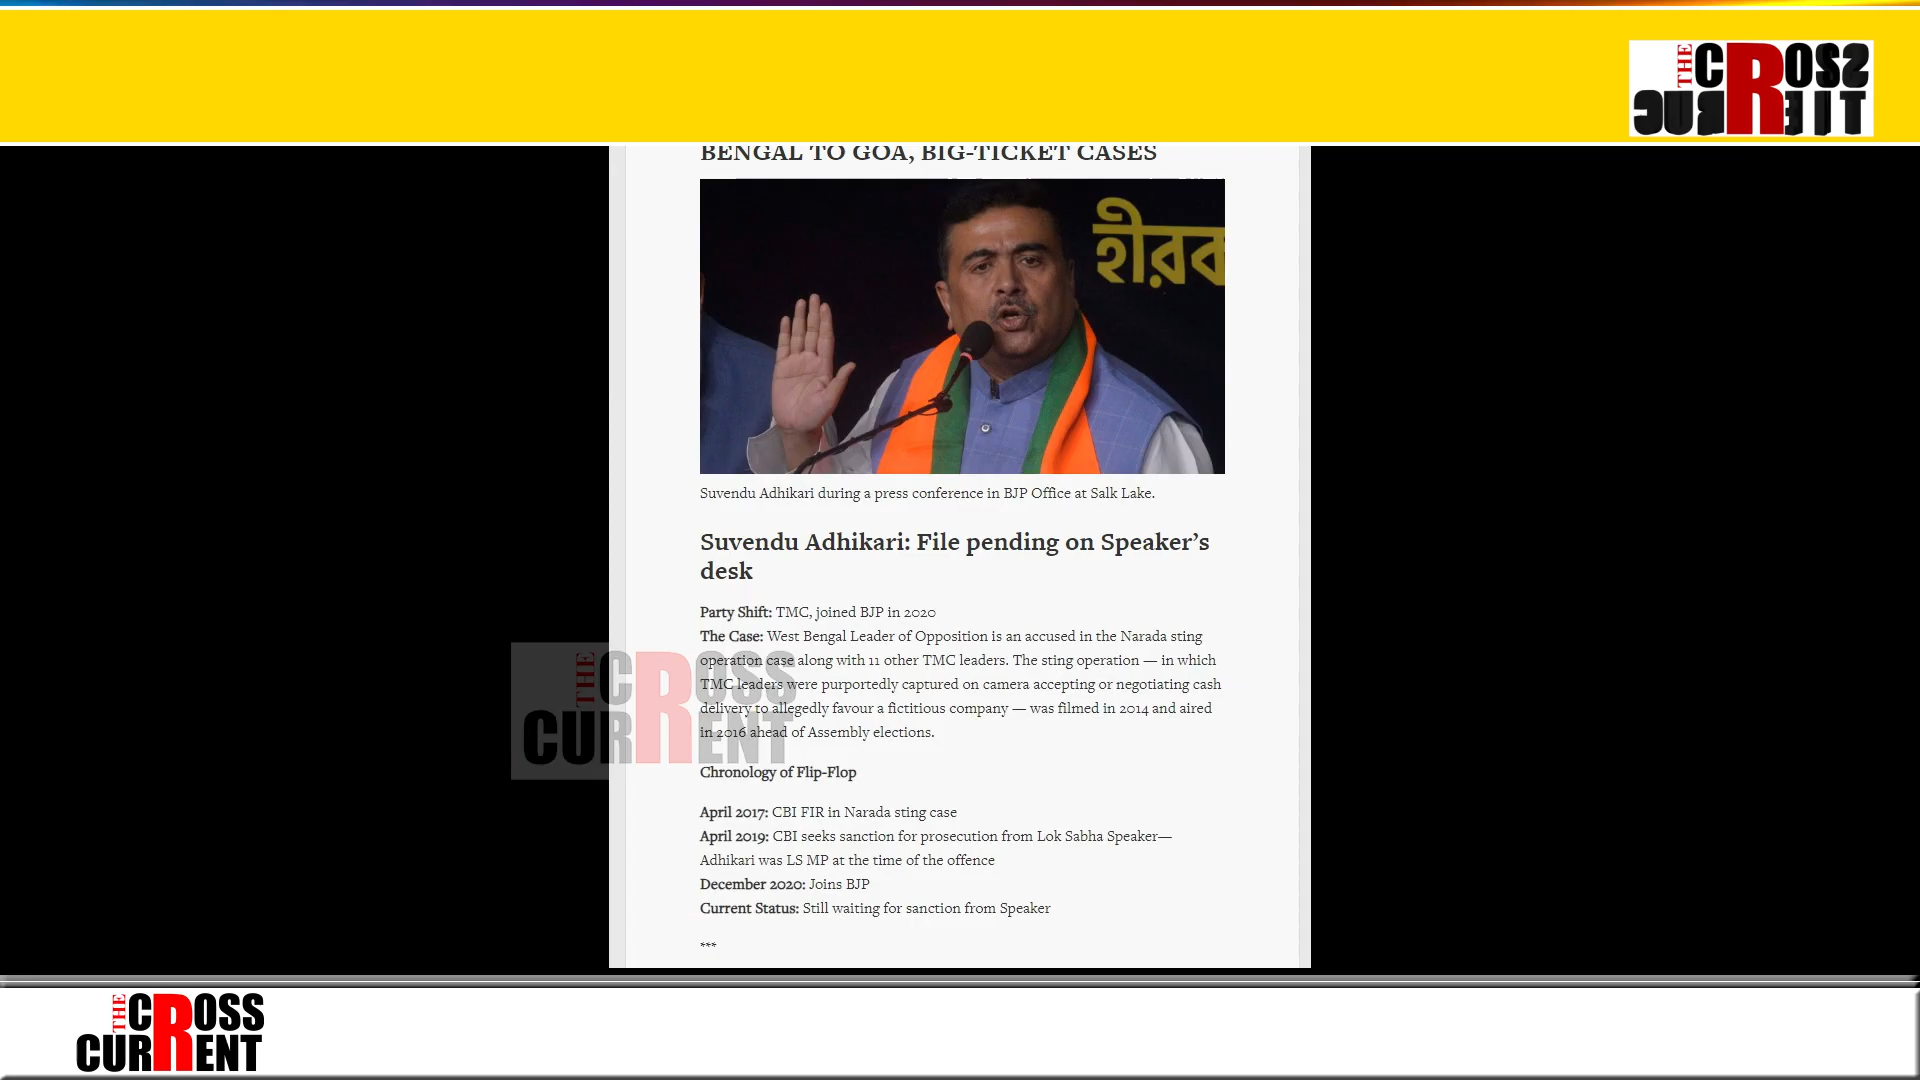 THE CROSS
CURRENT
BENGAL TO GOA, BIG-TICKET CASES
হীরক
Suvendu Adhikari during a press conference in BJP Office at Salk Lake.
Suvendu Adhikari: File pending on Speaker’s
desk
Party Shift: TMC, joined BJP in 2020
The Case: West Bengal Leader of Opposition is an accused in the Narada sting
operation case along with 11 other TMC leaders. The sting operation — in which
TMC leaders were purportedly captured on camera accepting or negotiating cash
delivery to allegedly favour a fictitious company — was filmed in 2014 and aired
in 2016 ahead of Assembly elections.
THE CROSS
CURRENT
Chronology of Flip-Flop
April 2017: CBI FIR in Narada sting case
April 2019: CBI seeks sanction for prosecution from Lok Sabha Speaker—
Adhikari was LS MP at the time of the offence
December 2020: Joins BJP
Current Status: Still waiting for sanction from Speaker
***
THE CROSS
CURRENT